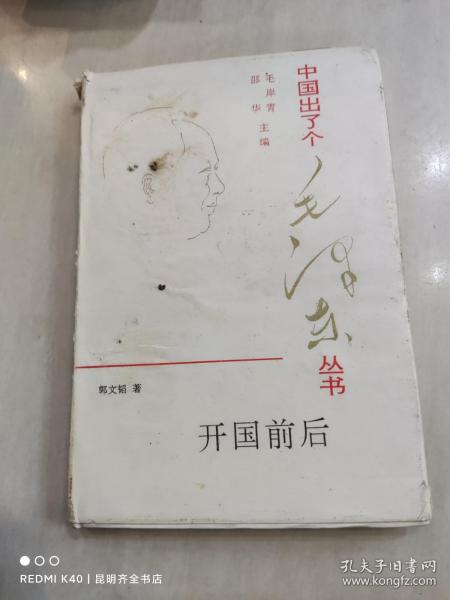 中国出了个
毛泽东
丛书
毛岸青
邵华 主编
郭文韬 著
开国前后
REDMI K40 | 昆明齐全书店
孔夫子旧书网
www.kongfz.com